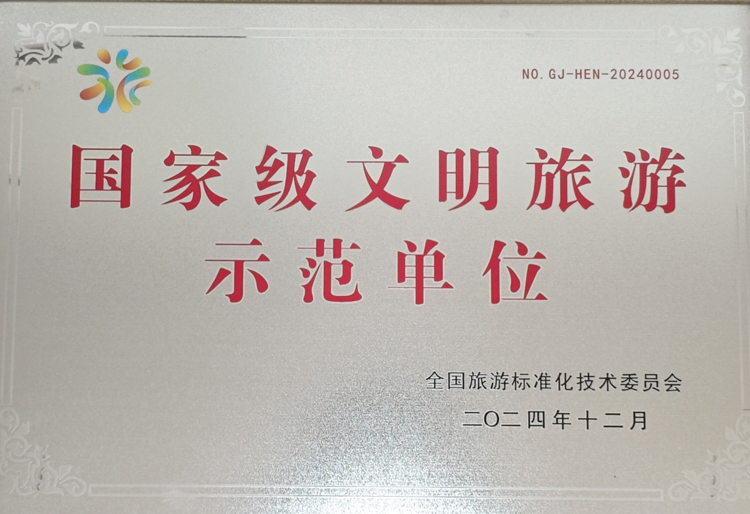 NO.GJ-HEN-20240005
国家级文明旅游
示范单位
全国旅游标准化技术委员会
二〇二四年十二月